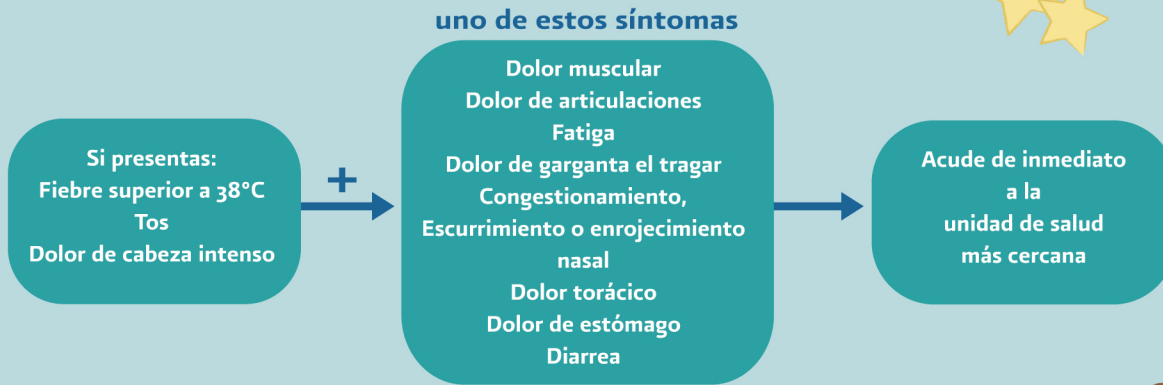 uno de estos síntomas
Si presentas:
Fiebre superior a 38°C
Tos
Dolor de cabeza intenso
+
Dolor muscular
Dolor de articulaciones
Fatiga
Dolor de garganta el tragar
Congestionamiento,
Escurrimiento o enrojecimiento
nasal
Dolor torácico
Dolor de estómago
Diarrea
Acude de inmediato
a la
unidad de salud
más cercana